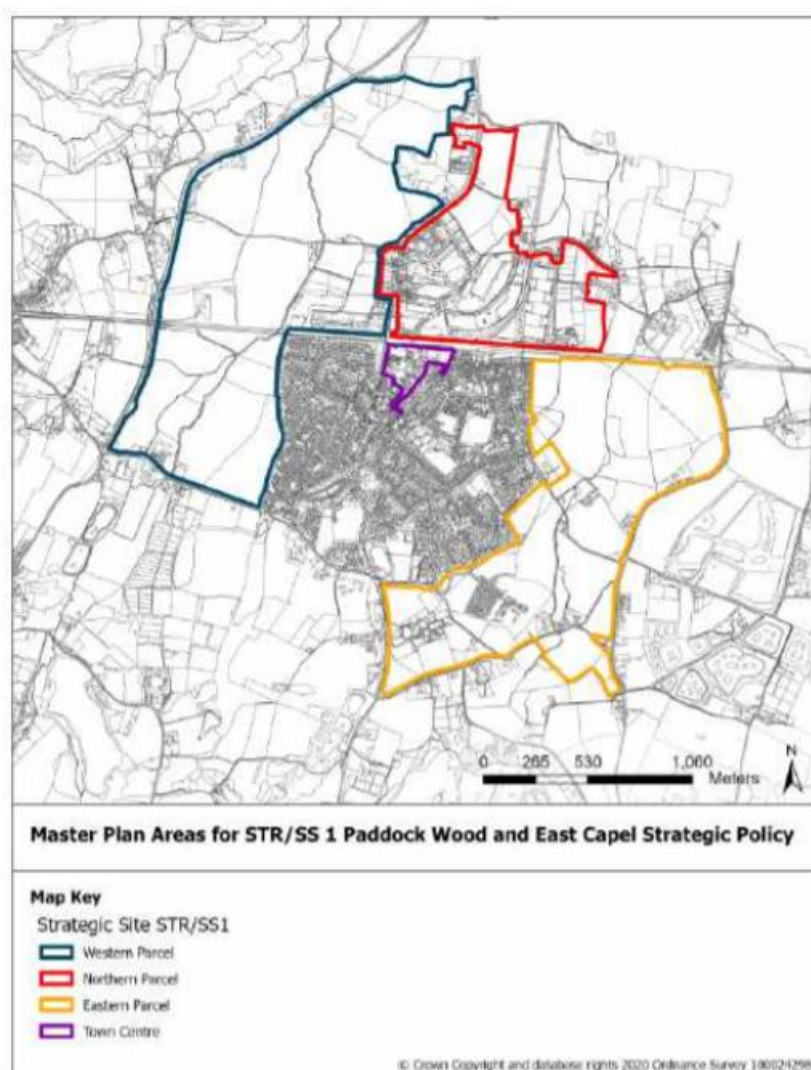 N
0 265 530 1,060
Meters
Master Plan Areas for STR/SS 1 Paddock Wood and East Capel Strategic Policy
Map Key
Strategic Site STR/SS1
Western Parcel
Northern Parcel
Eastern Parcel
Town Centre
© Crown Copyright and database rights 2020 Ordnance Survey 100024298